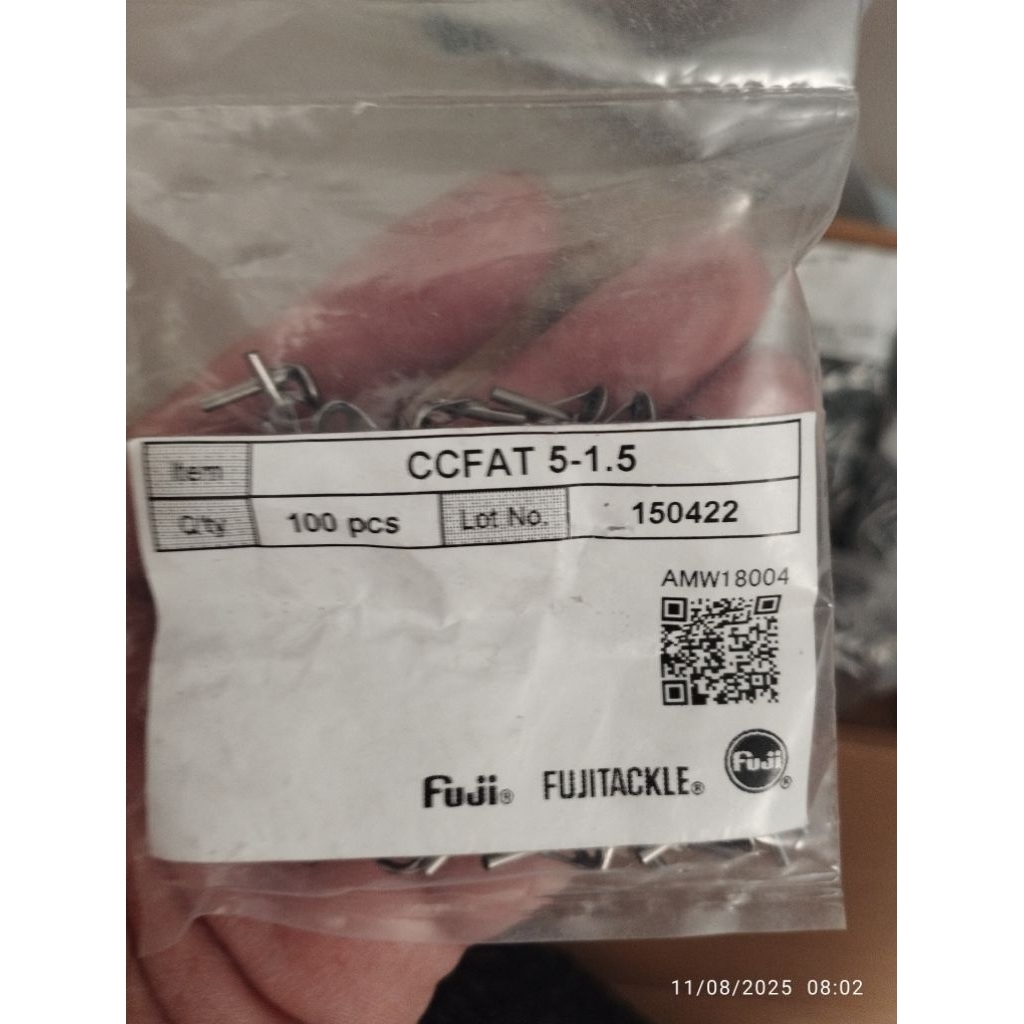 Item CCFAT 5-1.5
Q'ty 100 pcs Lot No. 150422
AMW18004
Fuji® FUJITACKLE® Fuji®
11/08/2025 08:02